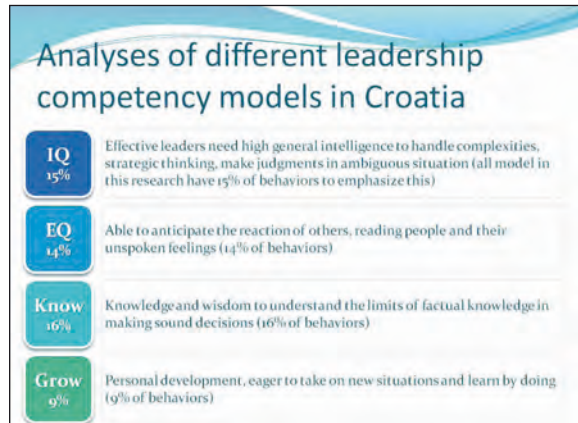 Analyses of different leadership
competency models in Croatia
IQ
15%
Effective leaders need high general intelligence to handle complexities,
strategic thinking, make judgments in ambiguous situation (all model in
this research have 15% of behaviors to emphasize this)
EQ
14%
Able to anticipate the reaction of others, reading people and their
unspoken feelings (14% of behaviors)
Know
16%
Knowledge and wisdom to understand the limits of factual knowledge in
making sound decisions (16% of behaviors)
Grow
9%
Personal development, eager to take on new situations and learn by doing
(9% of behaviors)